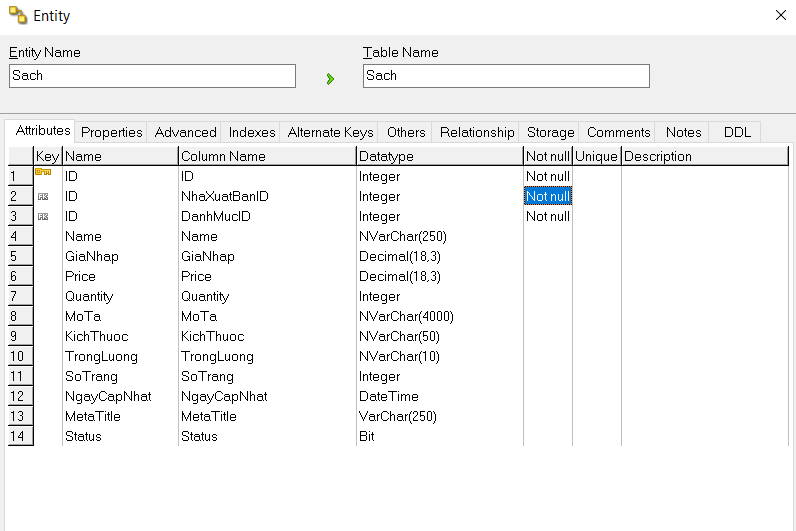 Entity
Entity Name
Table Name
Sach
Sach
Attributes Properties Advanced Indexes Alternate Keys Others Relationship Storage Comments Notes DDL
Key Name Column Name Datatype Not null Unique Description
1 ID ID Integer Not null
2 FK ID NhaXuatBanID Integer Not null
3 FK ID DanhMucID Integer Not null
4 Name Name NVarChar(250)
5 GiaNhap GiaNhap Decimal(18,3)
6 Price Price Decimal(18,3)
7 Quantity Quantity Integer
8 MoTa MoTa NVarChar(4000)
9 KichThuoc KichThuoc NVarChar(50)
10 TrongLuong TrongLuong NVarChar(10)
11 SoTrang SoTrang Integer
12 NgayCapNhat NgayCapNhat DateTime
13 MetaTitle MetaTitle VarChar(250)
14 Status Status Bit